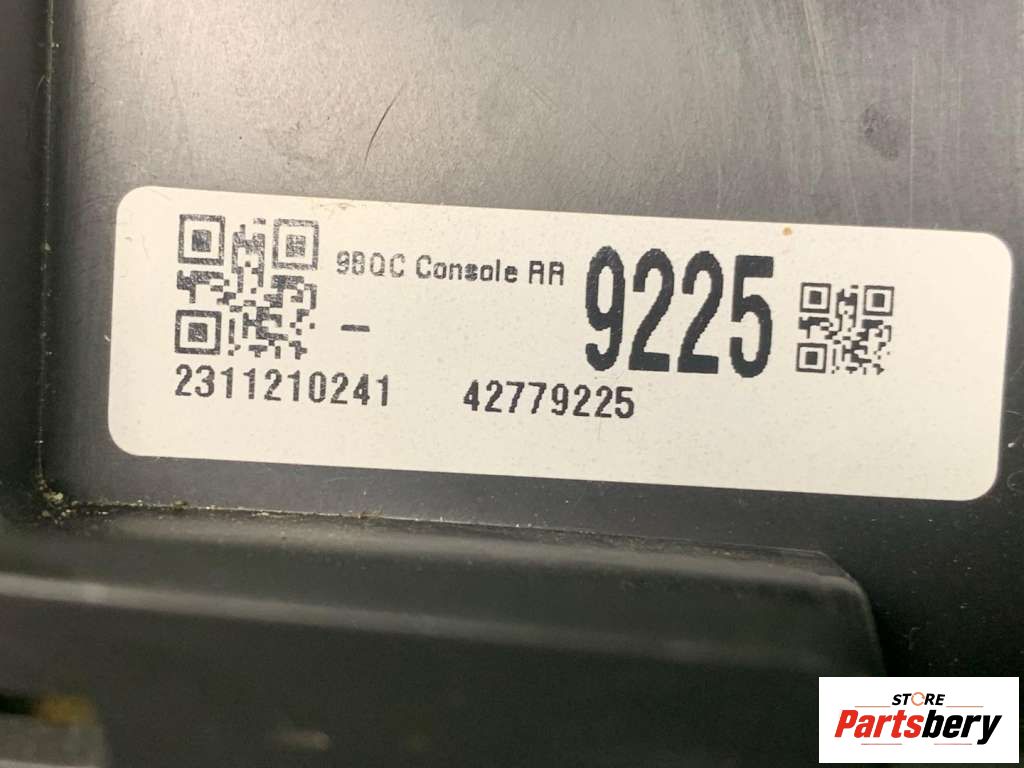 9BQC Console RR
9225
-
2311210241 42779225
STORE
Partsbery